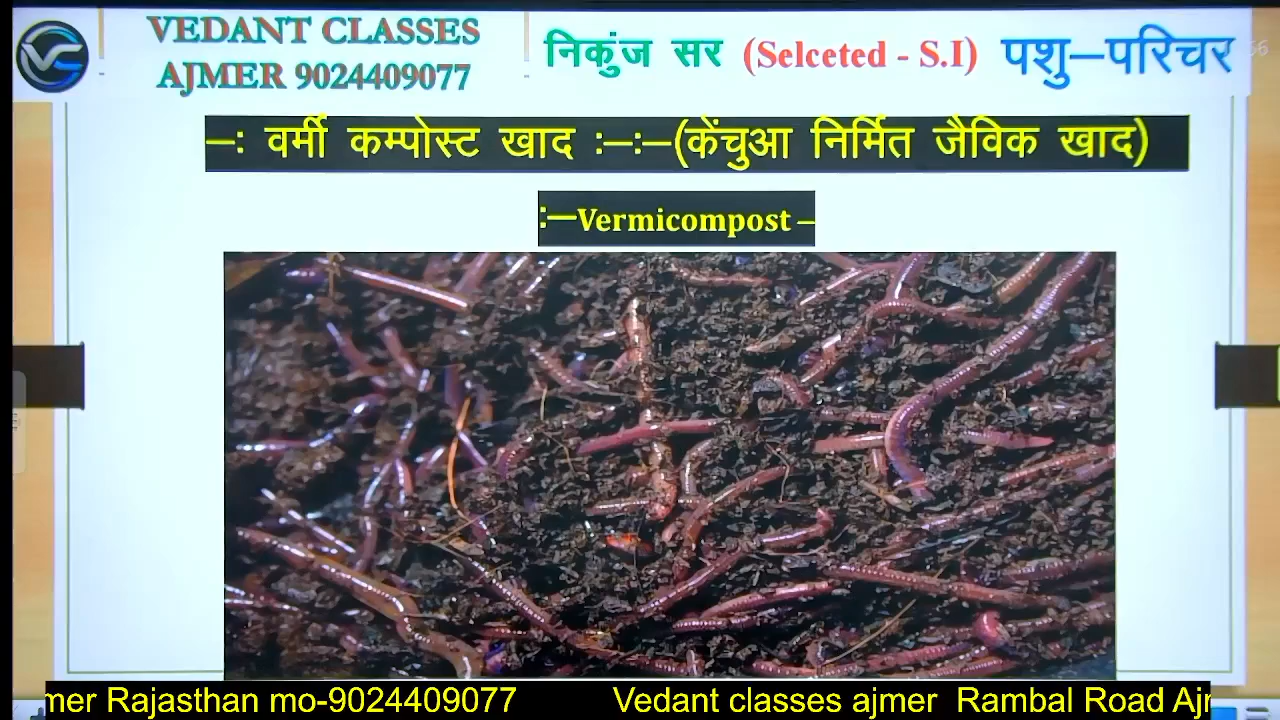 VEDANT CLASSES
AJMER 9024409077
निकुंज सर (Selceted - S.I) पशु–परिचर
–: वर्मी कम्पोस्ट खाद :–:–(केंचुआ निर्मित जैविक खाद)
:–Vermicompost –
mer Rajasthan mo-9024409077 Vedant classes ajmer Rambal Road Ajr